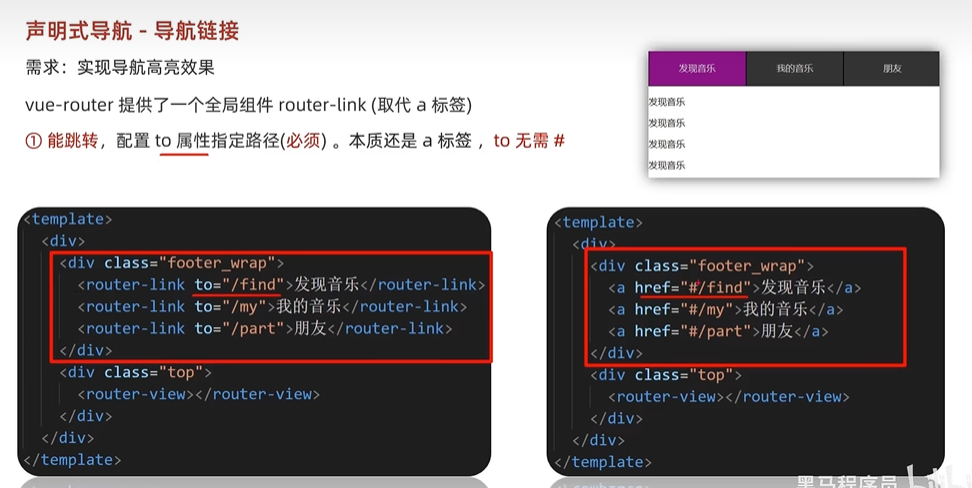 声明式导航 - 导航链接
需求：实现导航高亮效果
vue-router 提供了一个全局组件 router-link (取代 a 标签)
① 能跳转，配置 to 属性指定路径(必须) 。本质还是 a 标签 ，to 无需 #
发现音乐 我的音乐 朋友
发现音乐
发现音乐
发现音乐
发现音乐
<template>
<div>
<div class="footer_wrap">
<router-link to="/find">发现音乐</router-link>
<router-link to="/my">我的音乐</router-link>
<router-link to="/part">朋友</router-link>
</div>
<div class="top">
<router-view></router-view>
</div>
</div>
</template>
<template>
<div>
<div class="footer_wrap">
<a href="#/find">发现音乐</a>
<a href="#/my">我的音乐</a>
<a href="#/part">朋友</a>
</div>
<div class="top">
<router-view></router-view>
</div>
</div>
</template>
黑马程序员